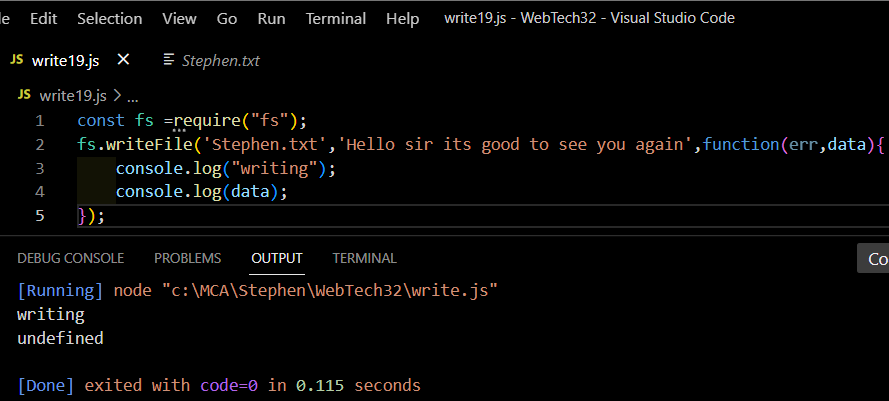 le Edit Selection View Go Run Terminal Help write19.js - WebTech32 - Visual Studio Code
JS write19.js × Stephen.txt
JS write19.js > ...
1 const fs =require("fs");
2 fs.writeFile('Stephen.txt','Hello sir its good to see you again',function(err,data){
3 console.log("writing");
4 console.log(data);
5 });
DEBUG CONSOLE PROBLEMS OUTPUT TERMINAL Co
[Running] node "c:\MCA\Stephen\WebTech32\write.js"
writing
undefined
[Done] exited with code=0 in 0.115 seconds